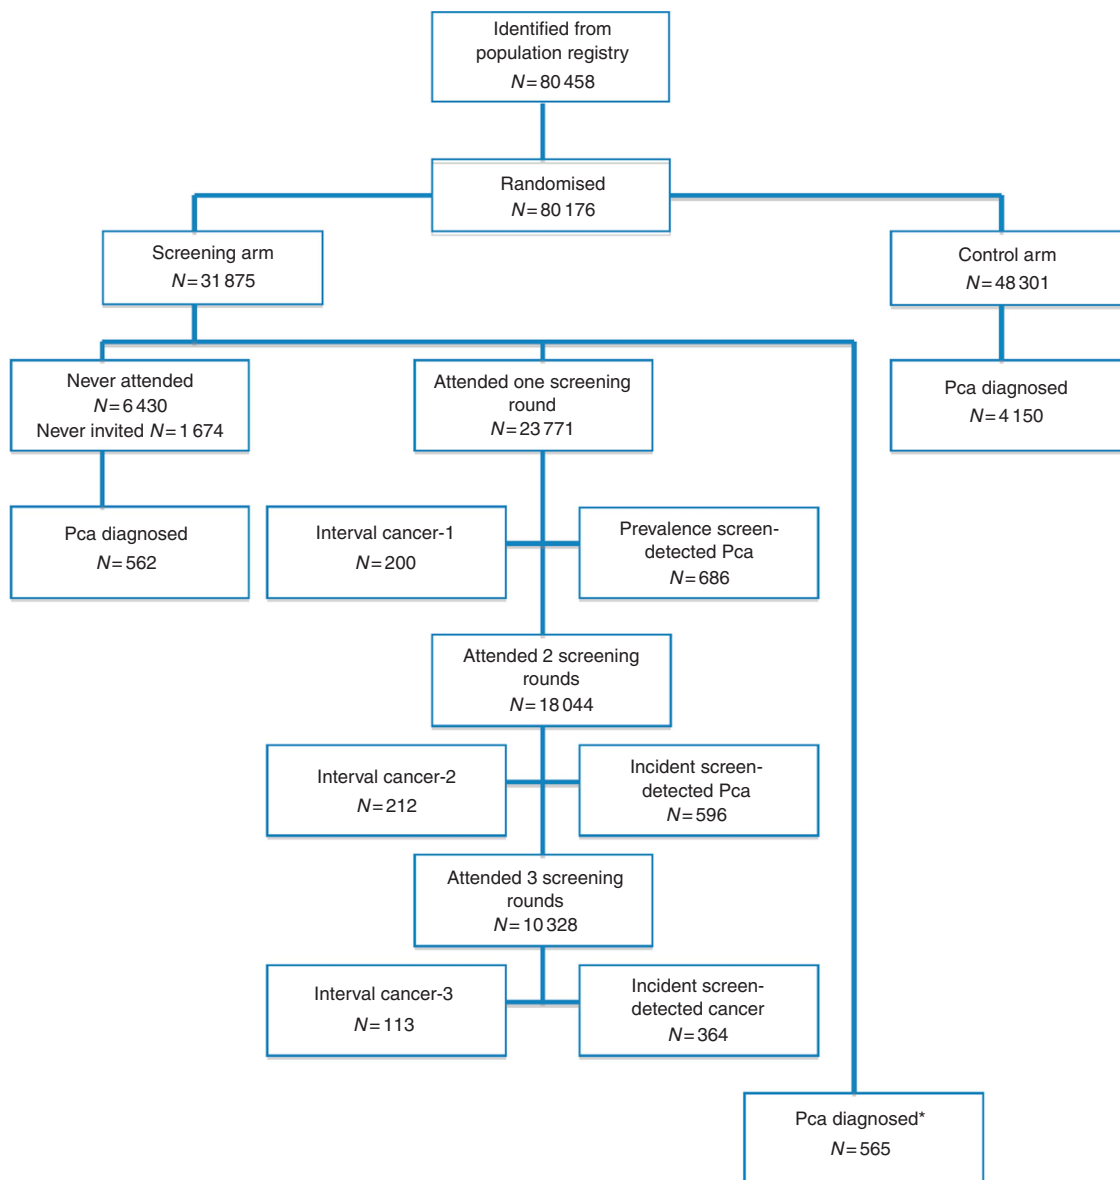 Identified from
population registry
N=80 458
Randomised
N=80 176
Screening arm
N=31 875
Control arm
N=48 301
Never attended
N=6 430
Never invited N=1 674
Attended one screening
round
N=23 771
Pca diagnosed
N=4 150
Pca diagnosed
N=562
Interval cancer-1
N=200
Prevalence screen-
detected Pca
N=686
Attended 2 screening
rounds
N=18 044
Interval cancer-2
N=212
Incident screen-
detected Pca
N=596
Attended 3 screening
rounds
N=10 328
Interval cancer-3
N=113
Incident screen-
detected cancer
N=364
Pca diagnosed*
N=565